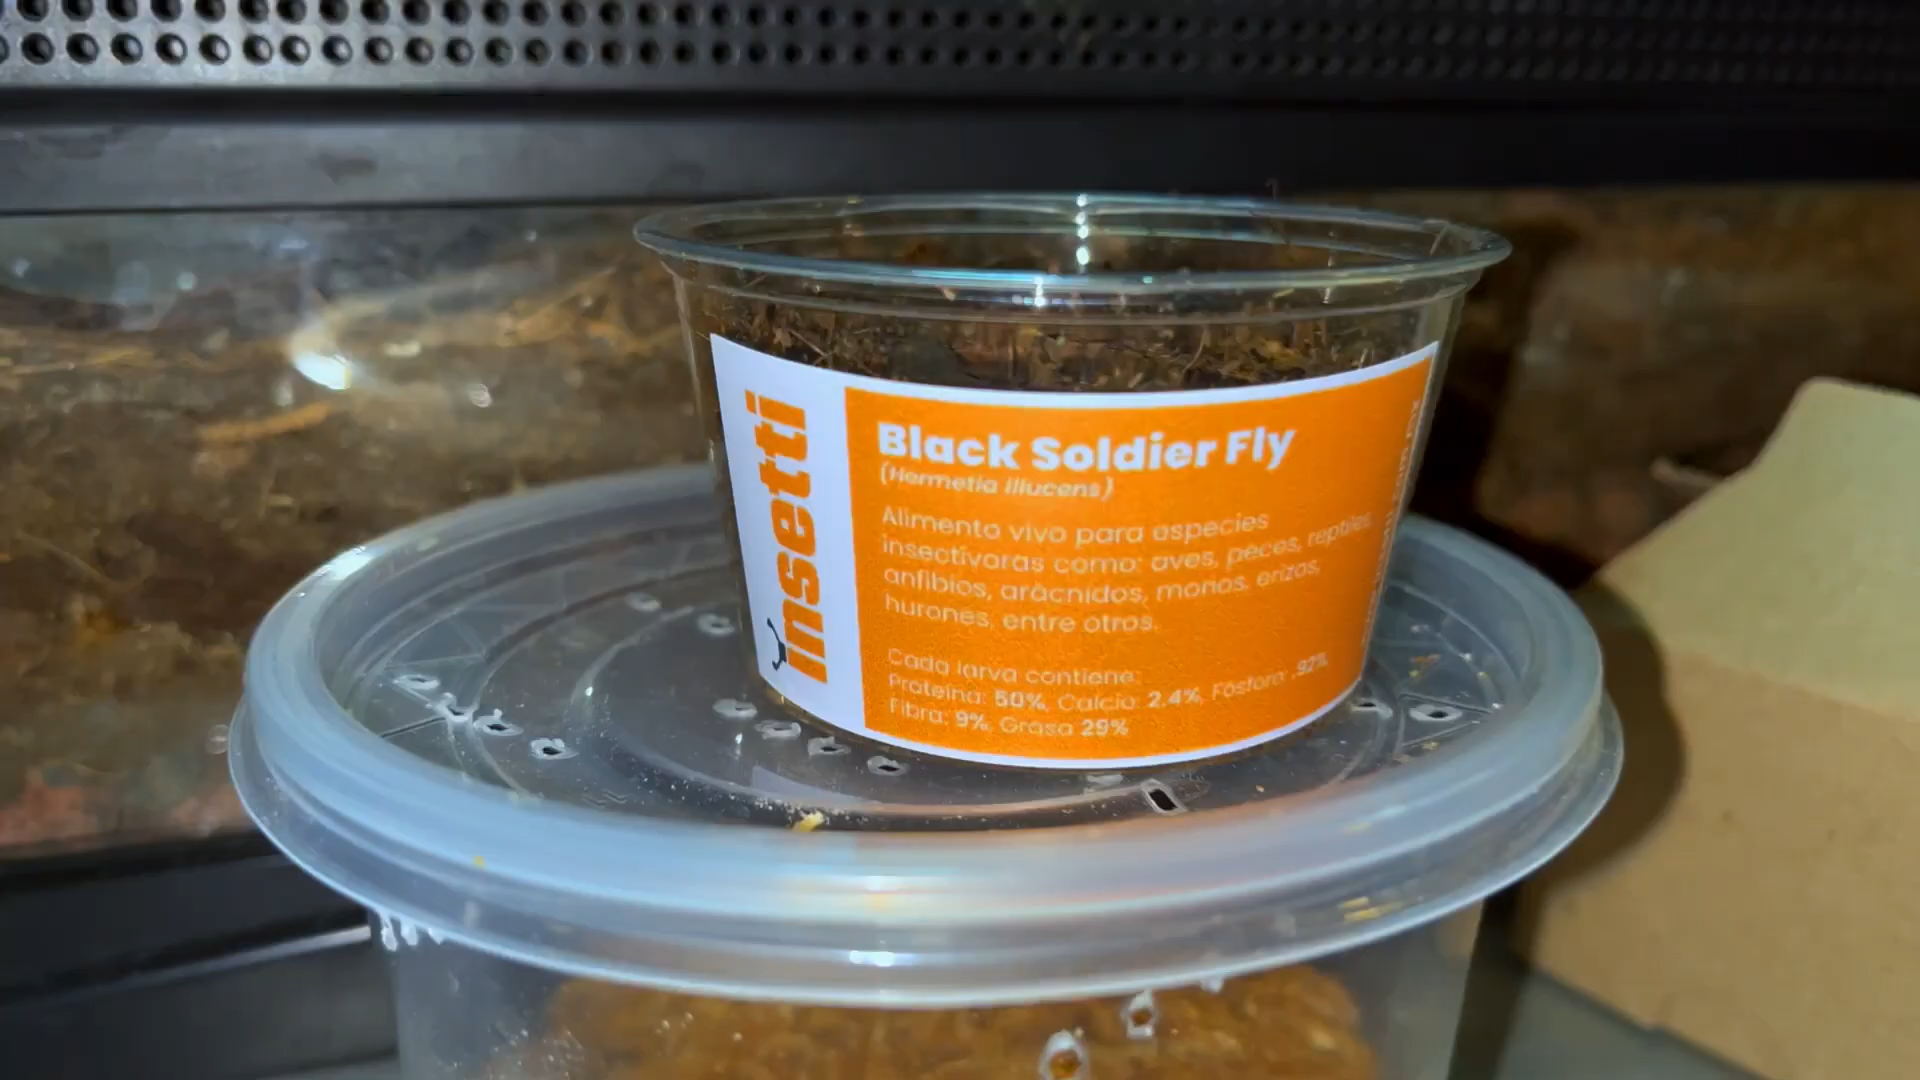 insetti
Black Soldier Fly
(Hermetia illucens)
Alimento vivo para especies
insectívoras como: aves, peces, reptiles,
anfibios, arácnidos, monos, erizos,
hurones, entre otros.
Cada larva contiene:
Proteína: 50%, Calcio: 2.4%, Fósforo: .92%,
Fibra: 9%, Grasa 29%